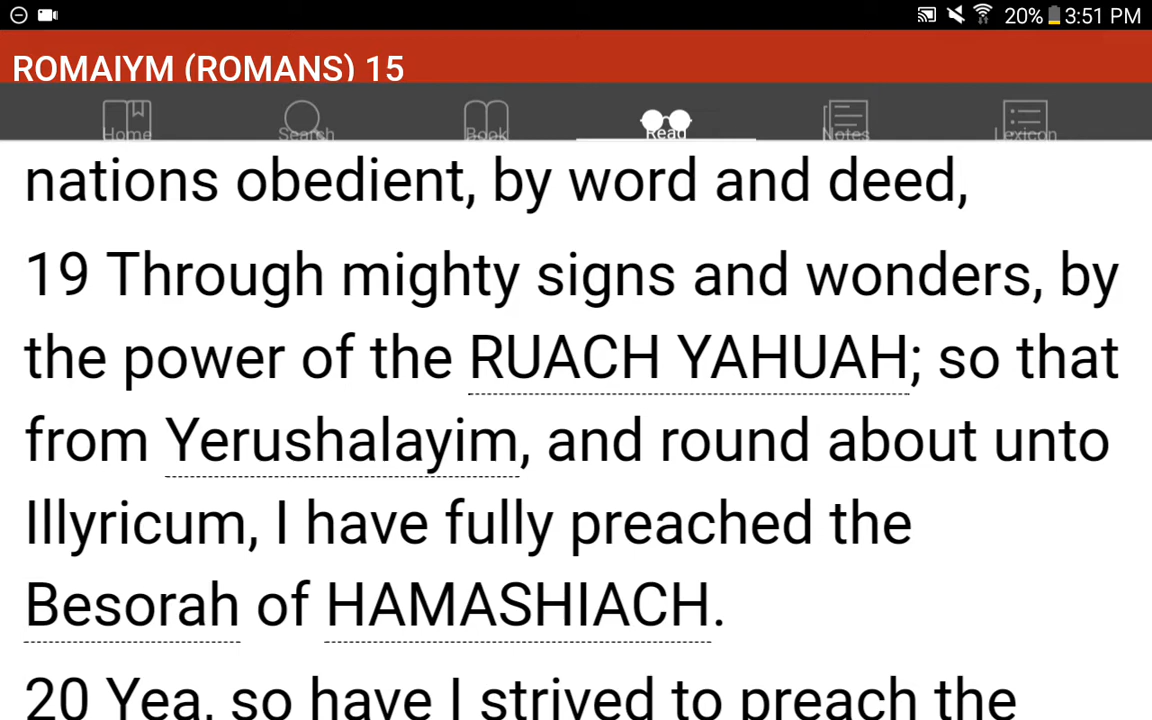 20% 3:51 PM
ROMAIYM (ROMANS) 15
Home Search Book Read Notes Lexicon
nations obedient, by word and deed,
19 Through mighty signs and wonders, by
the power of the RUACH YAHUAH; so that
from Yerushalayim, and round about unto
Illyricum, I have fully preached the
Besorah of HAMASHIACH.
20 Yea, so have I strived to preach the